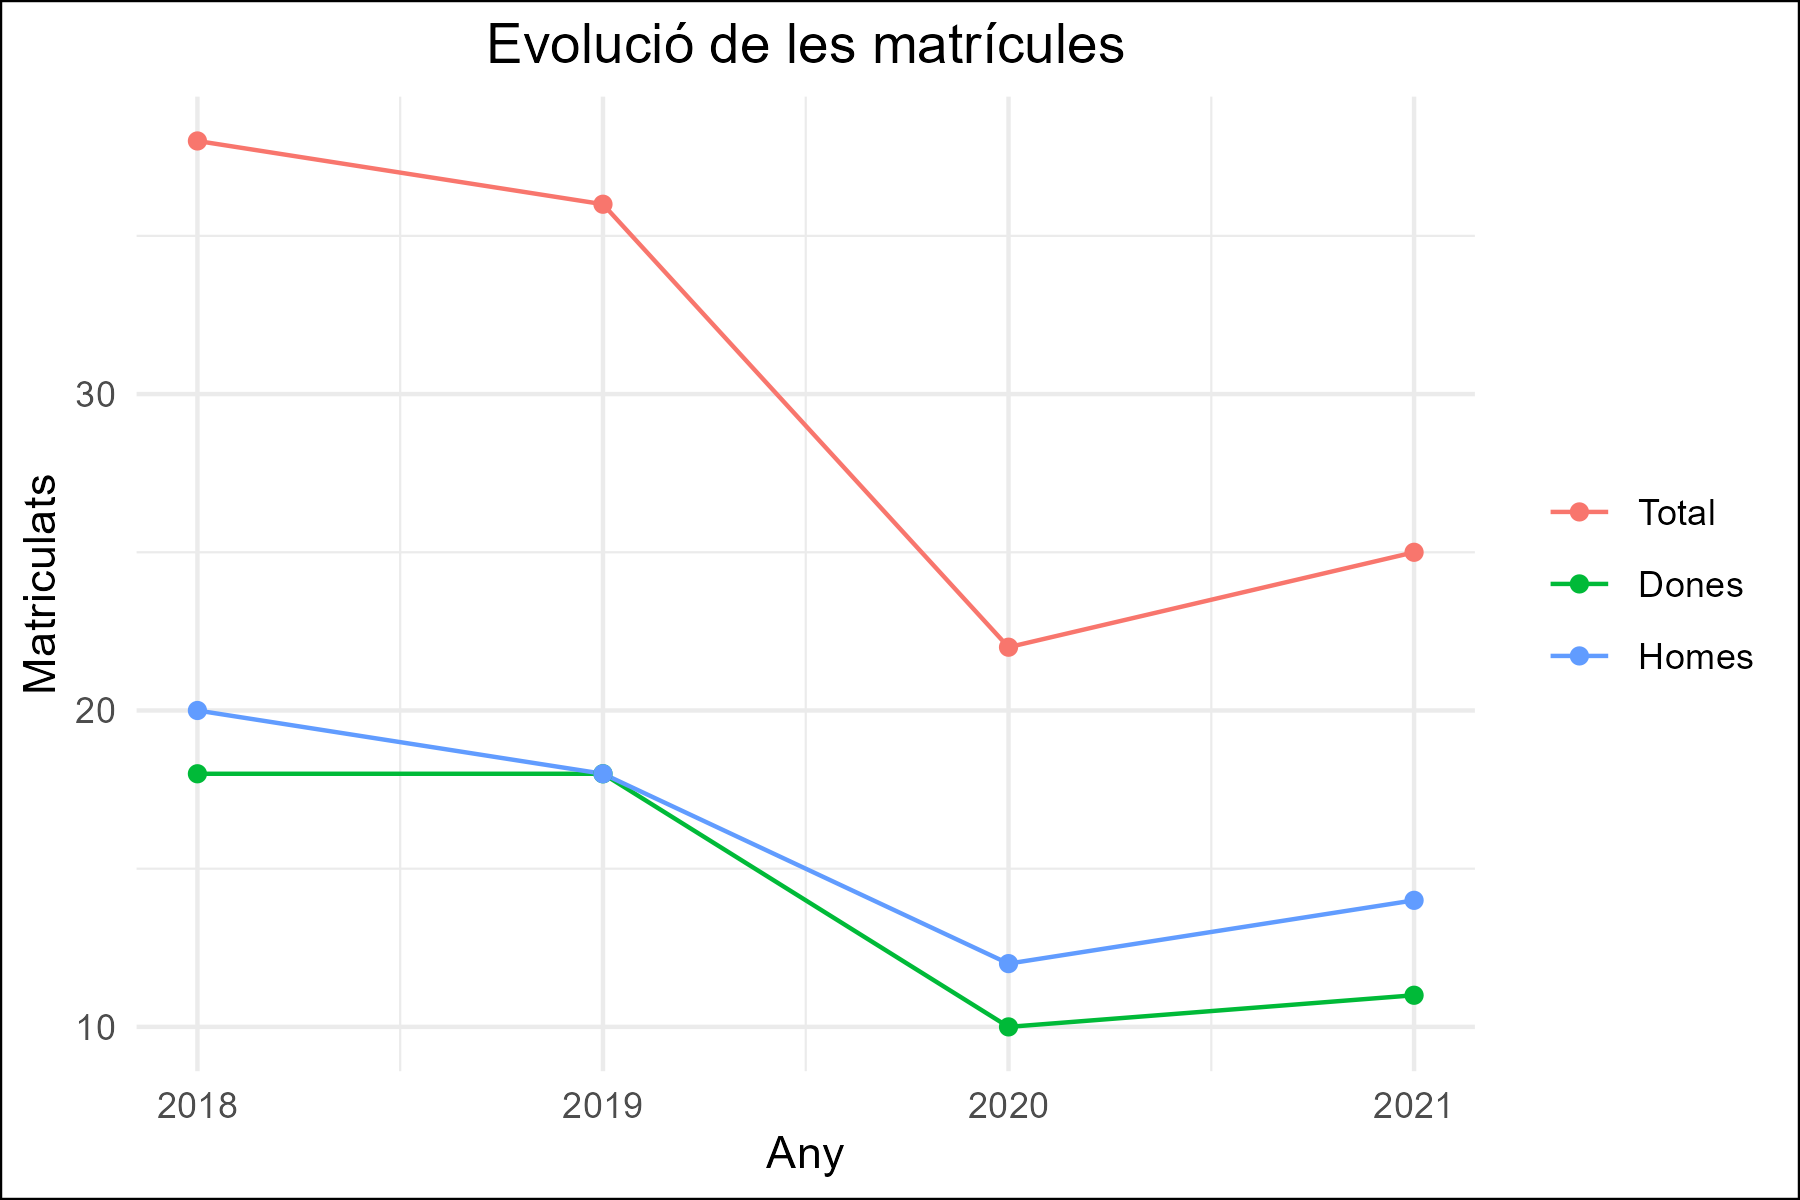 Evolució de les matrícules
Matriculats
30
20
10
2018
2019
2020
2021
Any
Total
Dones
Homes